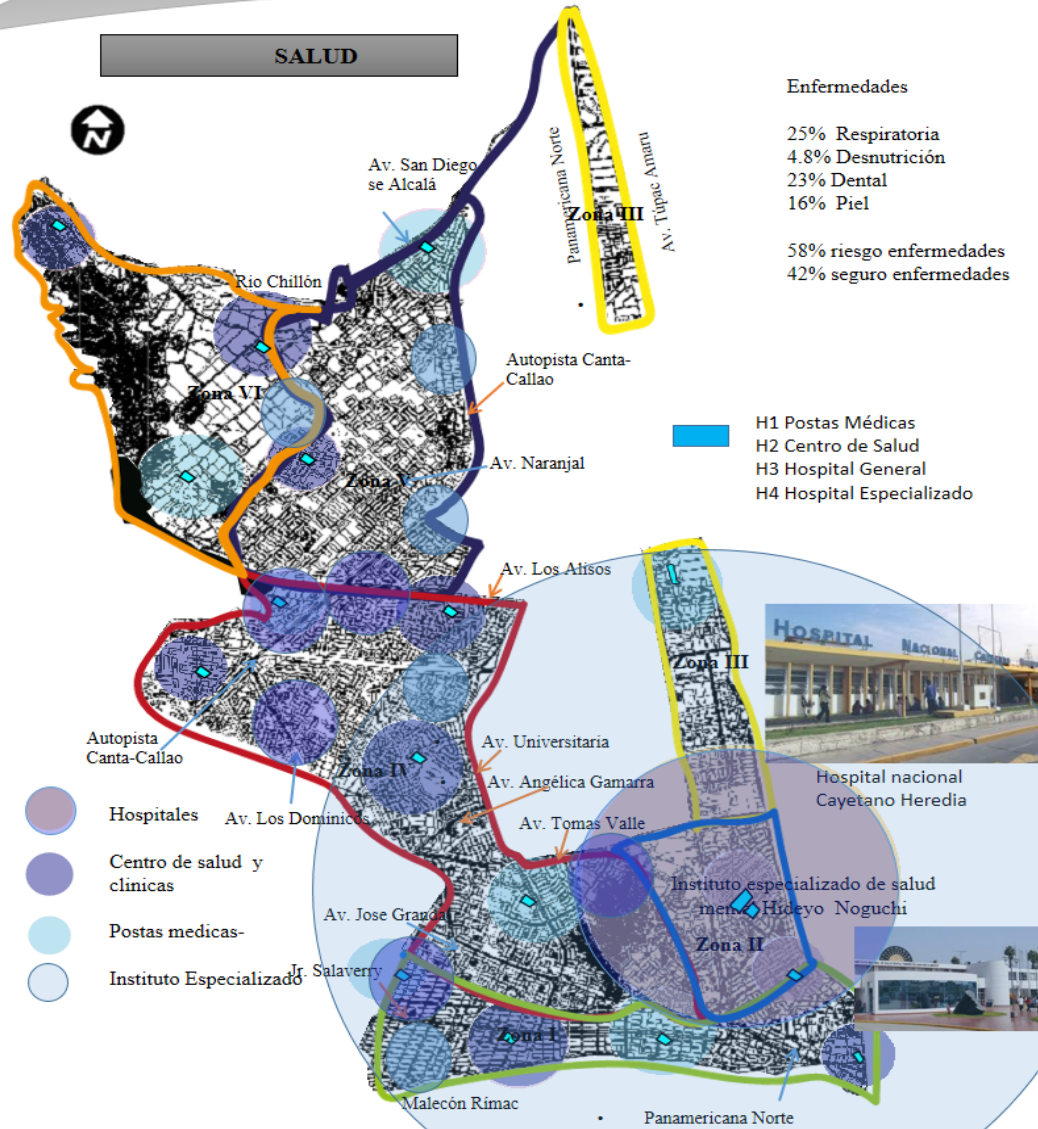 SALUD
N
Enfermedades
25% Respiratoria
4.8% Desnutrición
23% Dental
16% Piel
58% riesgo enfermedades
42% seguro enfermedades
Av. San Diego
se Alcalá
Panamericana Norte
Zona III
Av. Túpac Amaru
Rio Chillón
Autopista Canta-
Callao
Zona VI
H1 Postas Médicas
H2 Centro de Salud
H3 Hospital General
H4 Hospital Especializado
Av. Naranjal
Zona V
Av. Los Alisos
HOSPITAL NACIONAL
Zona III
Autopista
Canta-Callao
Av. Universitaria
Zona IV
Av. Angélica Gamarra
Hospital nacional
Cayetano Heredia
Hospitales
Av. Los Dominicos
Av. Tomas Valle
Centro de salud y
clinicas
Instituto especializado de salud
mental Hideyo Noguchi
Av. Jose Granda
Postas medicas-
Zona II
Instituto Especializado
Jr. Salaverry
Zona I
Malecón Rímac
Panamericana Norte